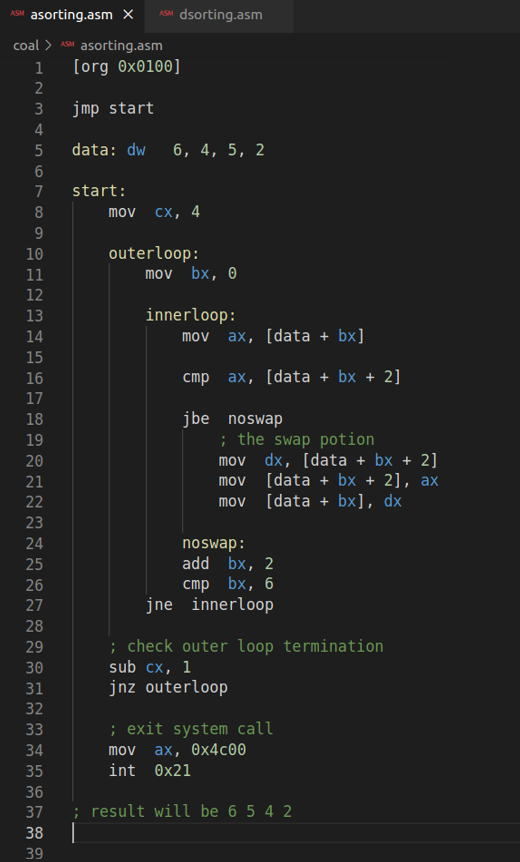 ASM asorting.asm × ASM dsorting.asm
coal > ASM asorting.asm
1 [org 0x0100]
2
3 jmp start
4
5 data: dw 6, 4, 5, 2
6
7 start:
8 mov cx, 4
9
10 outerloop:
11 mov bx, 0
12
13 innerloop:
14 mov ax, [data + bx]
15
16 cmp ax, [data + bx + 2]
17
18 jbe noswap
19 ; the swap potion
20 mov dx, [data + bx + 2]
21 mov [data + bx + 2], ax
22 mov [data + bx], dx
23
24 noswap:
25 add bx, 2
26 cmp bx, 6
27 jne innerloop
28
29 ; check outer loop termination
30 sub cx, 1
31 jnz outerloop
32
33 ; exit system call
34 mov ax, 0x4c00
35 int 0x21
36
37 ; result will be 6 5 4 2
38
39